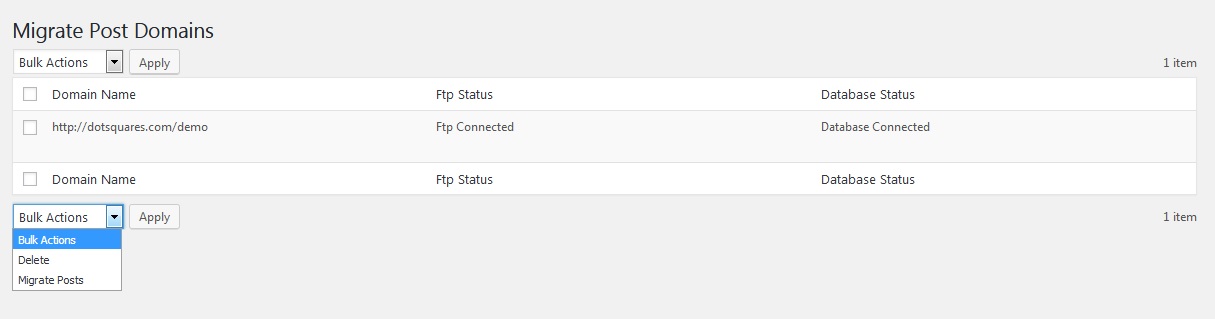 Migrate Post Domains
Bulk Actions Apply 1 item
Domain Name Ftp Status Database Status
http://dotsquares.com/demo Ftp Connected Database Connected
Domain Name Ftp Status Database Status
Bulk Actions Apply 1 item
Bulk Actions
Delete
Migrate Posts